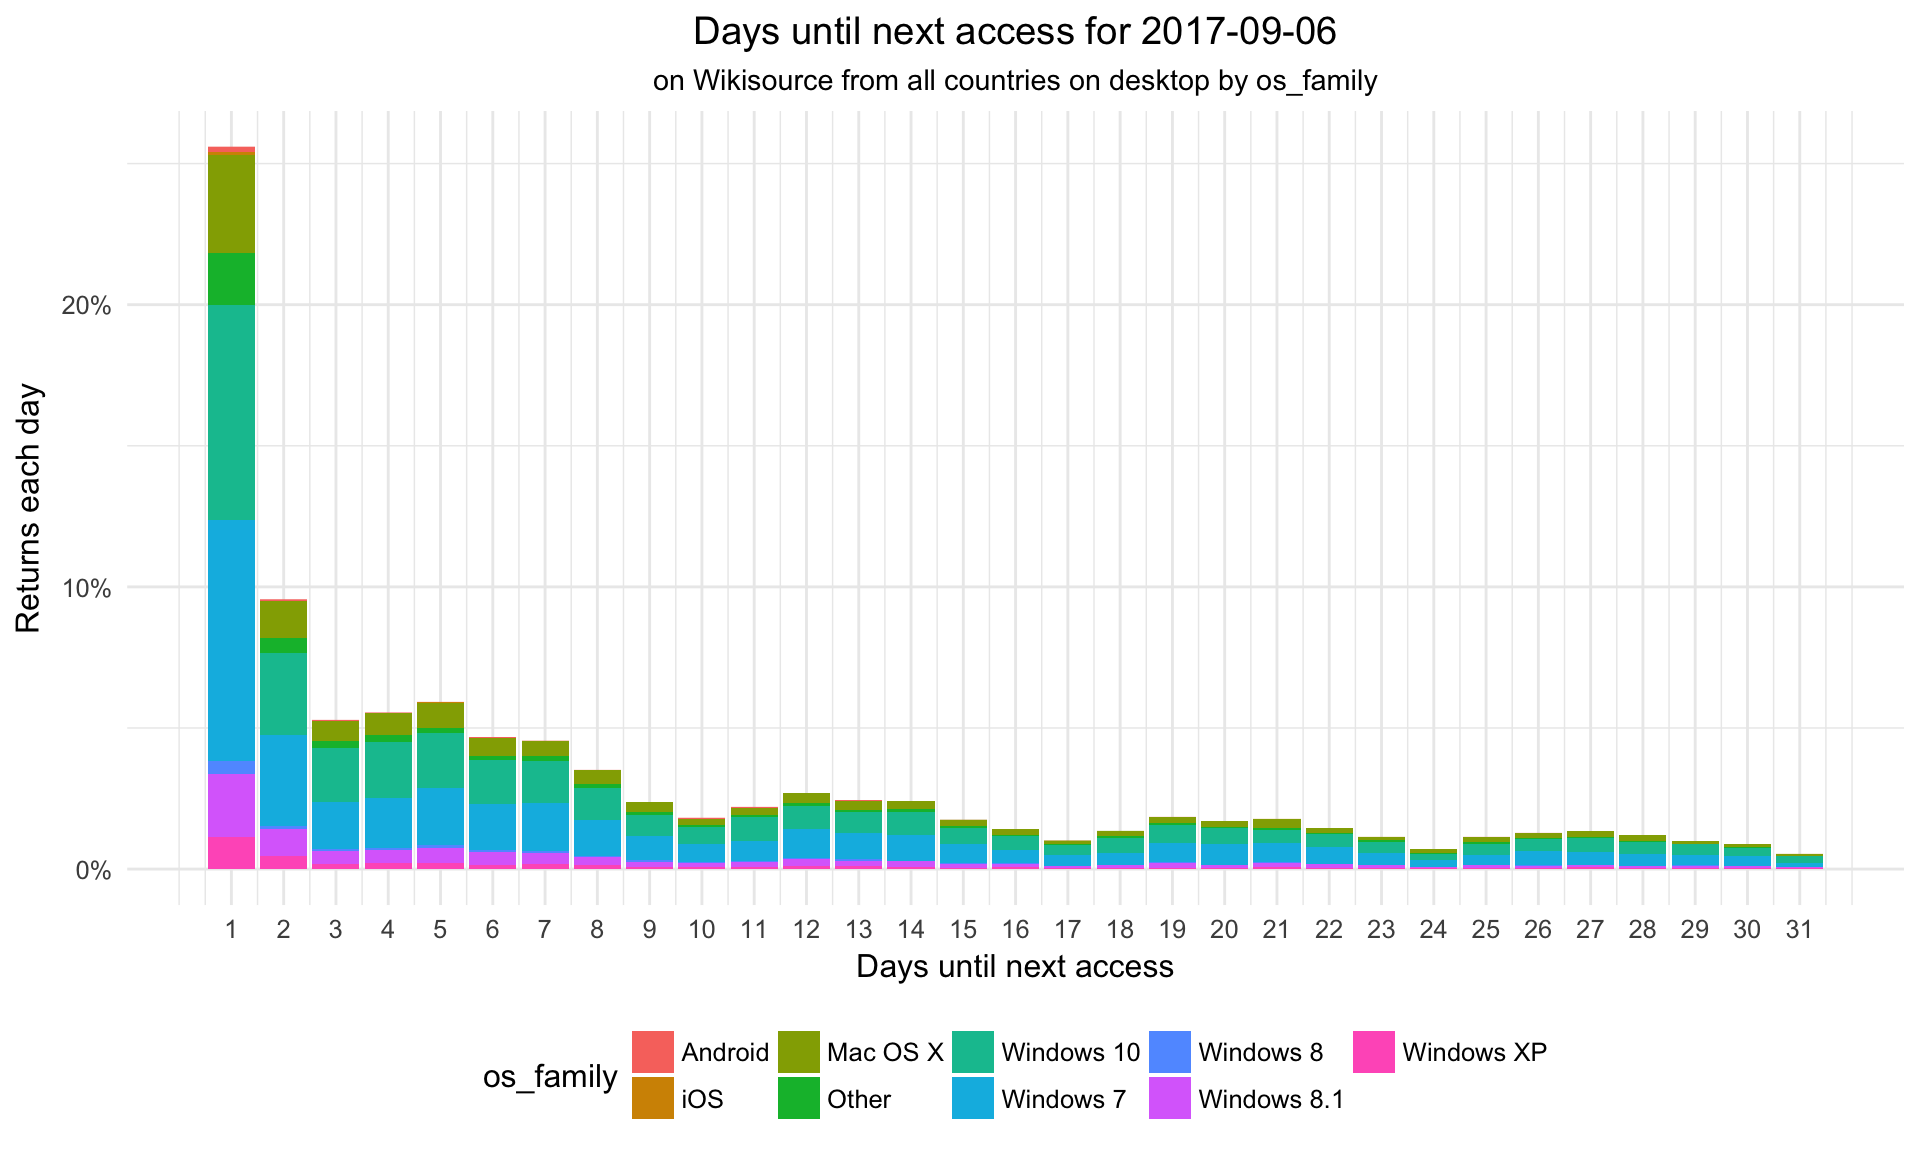 Days until next access for 2017-09-06
on Wikisource from all countries on desktop by os_family
Returns each day
20%
10%
0%
1 2 3 4 5 6 7 8 9 10 11 12 13 14 15 16 17 18 19 20 21 22 23 24 25 26 27 28 29 30 31
Days until next access
os_family
Android Mac OS X Windows 10 Windows 8 Windows XP
iOS Other Windows 7 Windows 8.1